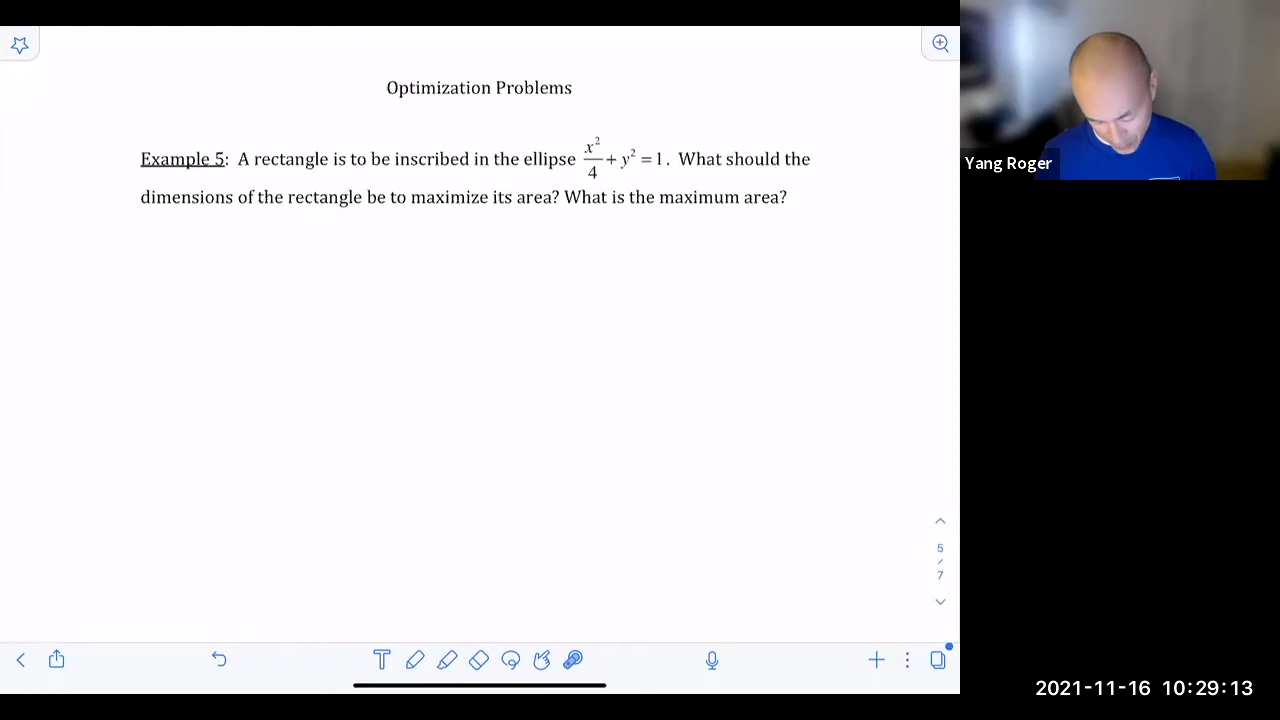 Optimization Problems
Example 5: A rectangle is to be inscribed in the ellipse x²/4 + y² = 1. What should the
dimensions of the rectangle be to maximize its area? What is the maximum area?
Yang Roger
5
/
7
T
2021-11-16 10:29:13